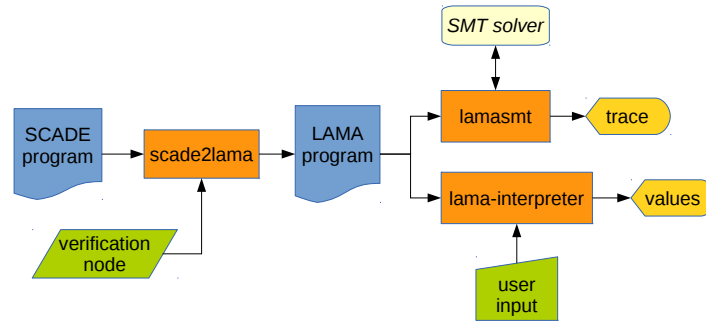 SMT solver
SCADE
program
scade2lama
LAMA
program
lamasmt
trace
lama-interpreter
values
verification
node
user
input